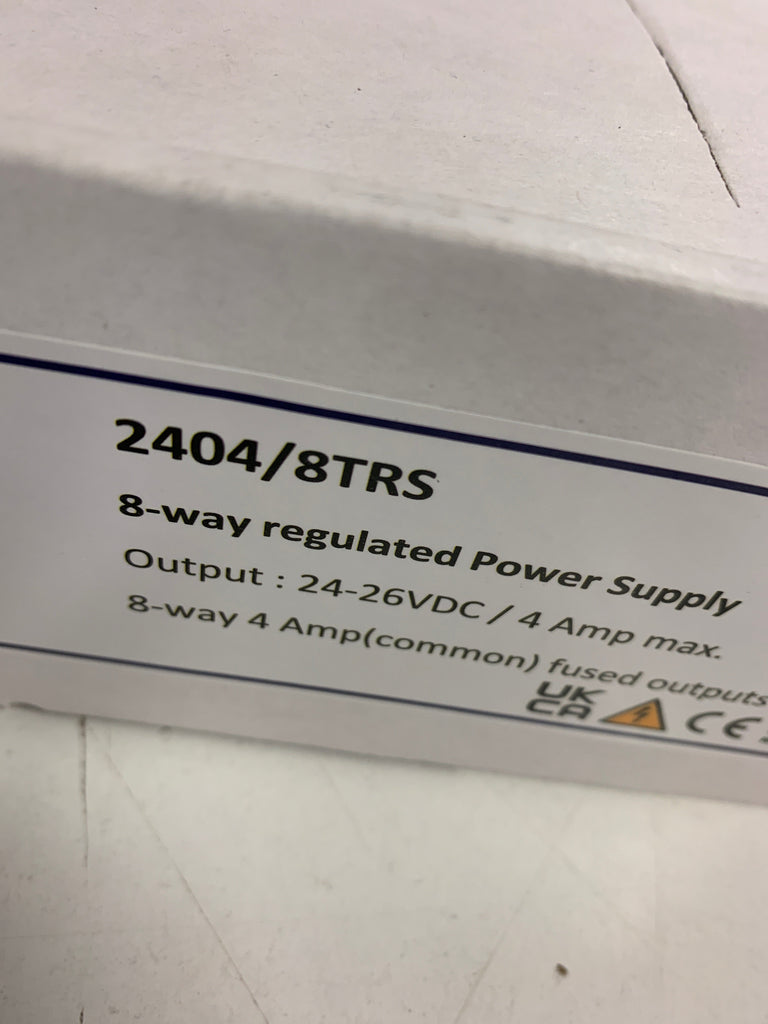 2404/8TRS
8-way regulated Power Supply
Output : 24-26VDC / 4 Amp max.
8-way 4 Amp(common) fused outputs
UK
CA
CE